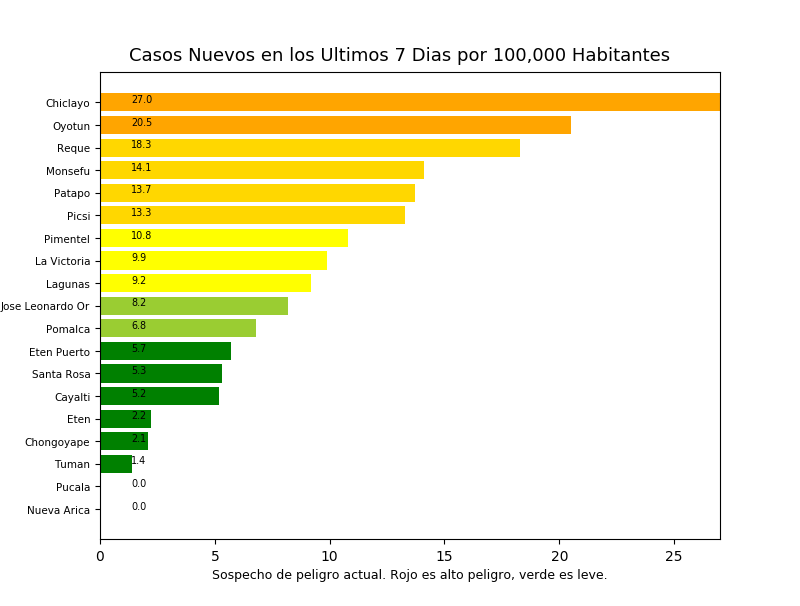 Casos Nuevos en los Ultimos 7 Dias por 100,000 Habitantes
Chiclayo 27.0
Oyotun 20.5
Reque 18.3
Monsefu 14.1
Patapo 13.7
Picsi 13.3
Pimentel 10.8
La Victoria 9.9
Lagunas 9.2
Jose Leonardo Or 8.2
Pomalca 6.8
Eten Puerto 5.7
Santa Rosa 5.3
Cayalti 5.2
Eten 2.2
Chongoyape 2.1
Tuman 1.4
Pucala 0.0
Nueva Arica 0.0
0 5 10 15 20 25
Sospecho de peligro actual. Rojo es alto peligro, verde es leve.